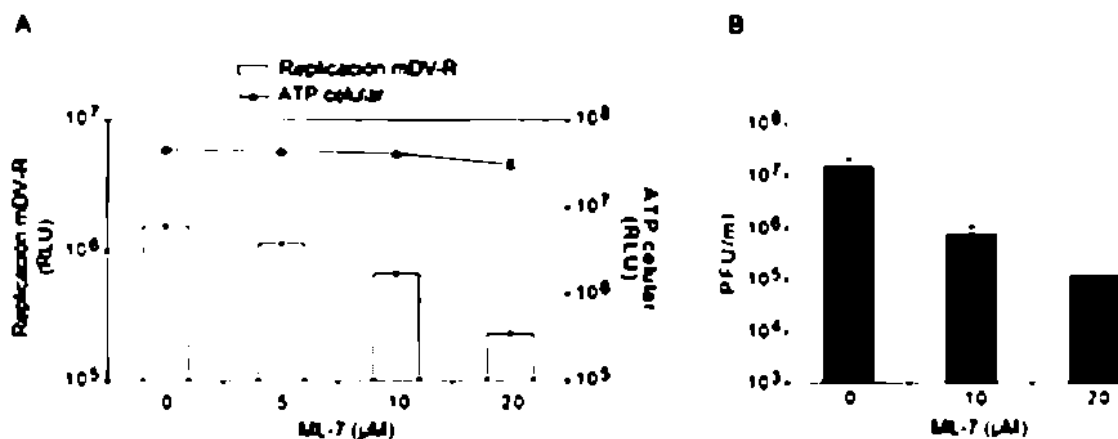 A
Replicación mDV-R
ATP celular
10⁷
10⁶
10⁵
Replicación mDV-R
(RLU)
10⁸
10⁷
10⁶
10⁵
ATP celular
(RLU)
0 5 10 20
ML-7 (µM)
B
10⁸
10⁷
10⁶
10⁵
10⁴
10³
PFU/ml
0 10 20
ML-7 (µM)